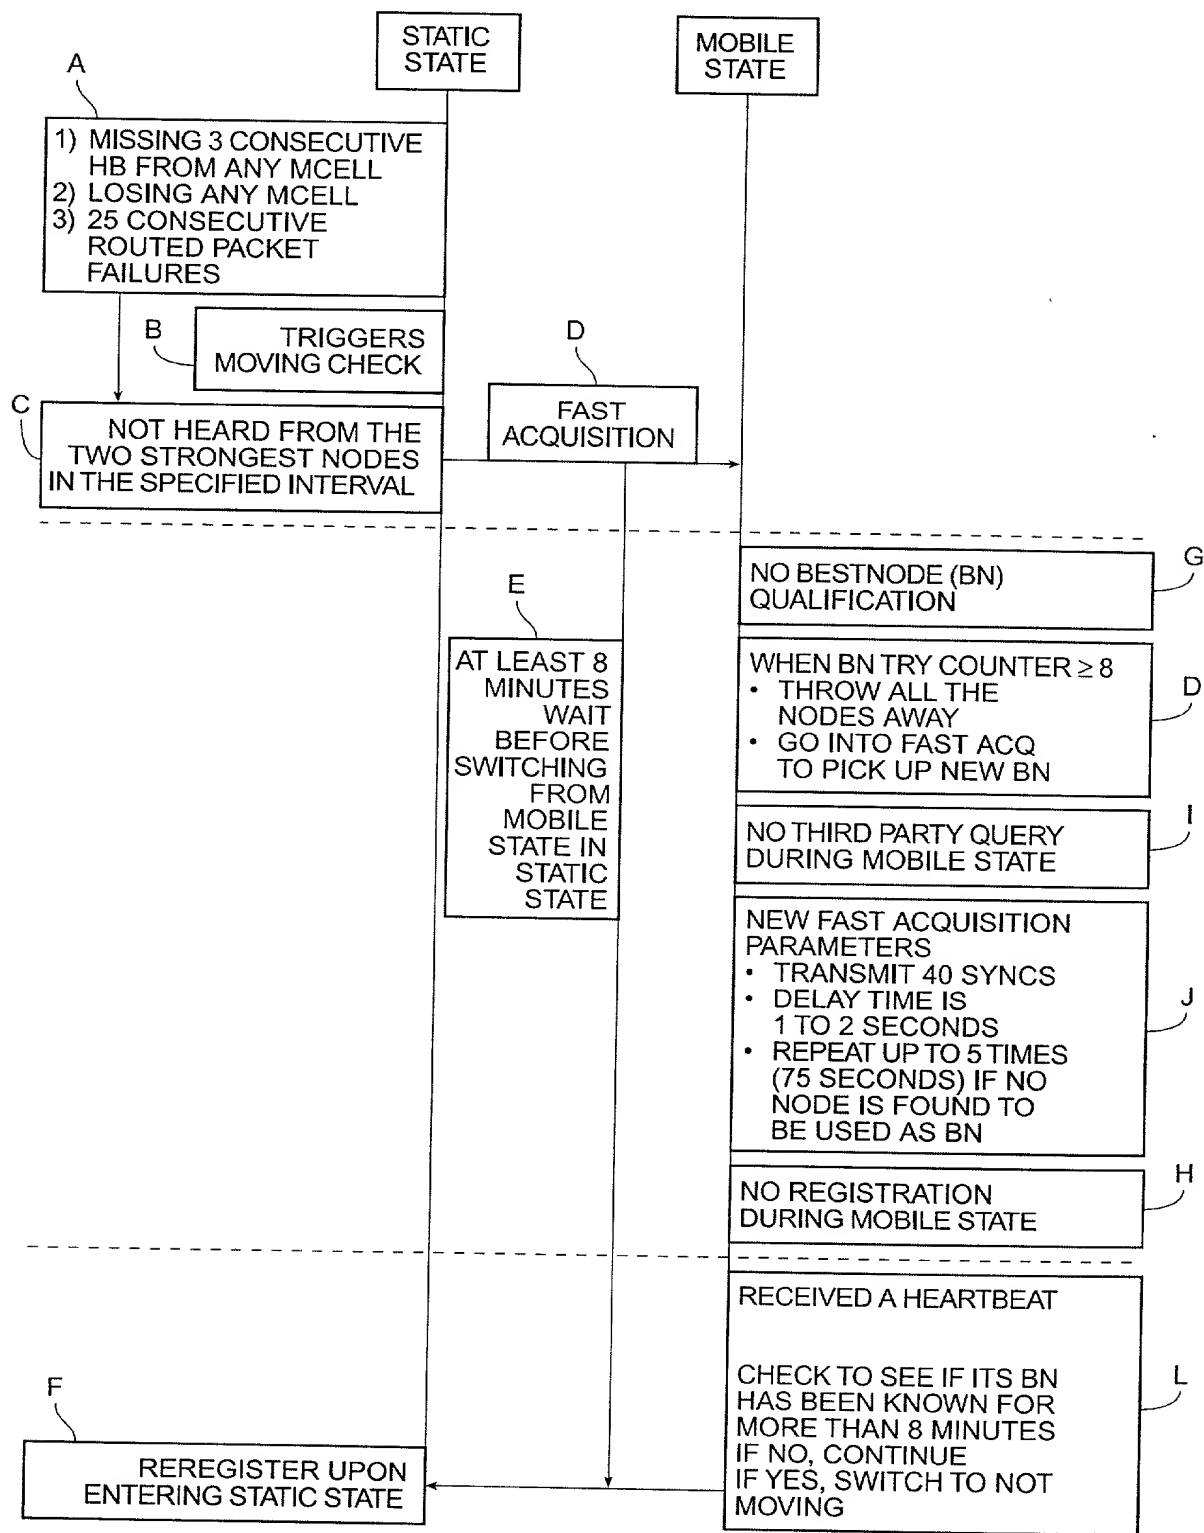 STATIC
STATE
MOBILE
STATE
A
1) MISSING 3 CONSECUTIVE
HB FROM ANY MCELL
2) LOSING ANY MCELL
3) 25 CONSECUTIVE
ROUTED PACKET
FAILURES
B
TRIGGERS
MOVING CHECK
D
FAST
ACQUISITION
C
NOT HEARD FROM THE
TWO STRONGEST NODES
IN THE SPECIFIED INTERVAL
G
NO BESTNODE (BN)
QUALIFICATION
E
AT LEAST 8
MINUTES
WAIT
BEFORE
SWITCHING
FROM
MOBILE
STATE IN
STATIC
STATE
WHEN BN TRY COUNTER ≥ 8
• THROW ALL THE
NODES AWAY
• GO INTO FAST ACQ
TO PICK UP NEW BN
D
I
NO THIRD PARTY QUERY
DURING MOBILE STATE
NEW FAST ACQUISITION
PARAMETERS
• TRANSMIT 40 SYNCS
• DELAY TIME IS
1 TO 2 SECONDS
• REPEAT UP TO 5 TIMES
(75 SECONDS) IF NO
NODE IS FOUND TO
BE USED AS BN
J
H
NO REGISTRATION
DURING MOBILE STATE
RECEIVED A HEARTBEAT
CHECK TO SEE IF ITS BN
HAS BEEN KNOWN FOR
MORE THAN 8 MINUTES
IF NO, CONTINUE
IF YES, SWITCH TO NOT
MOVING
L
F
REREGISTER UPON
ENTERING STATIC STATE